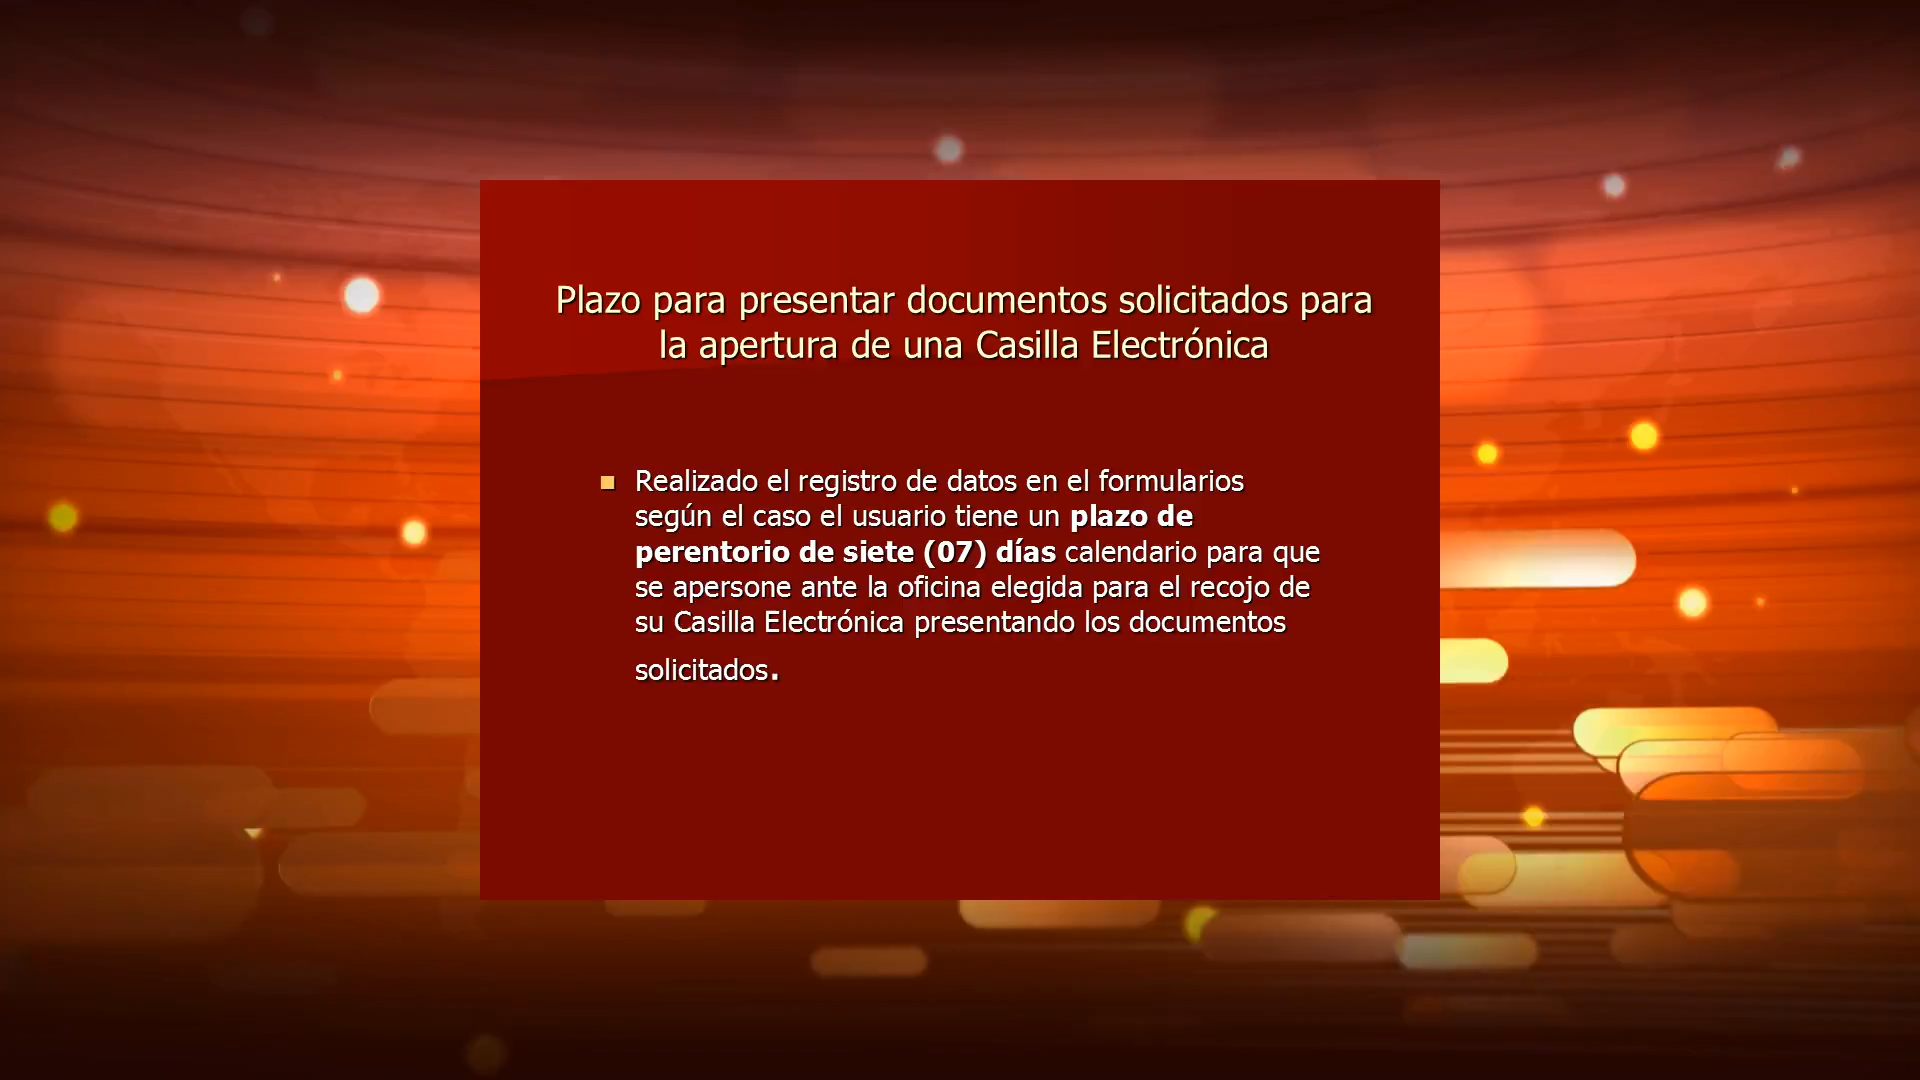 Plazo para presentar documentos solicitados para
la apertura de una Casilla Electrónica
Realizado el registro de datos en el formularios
según el caso el usuario tiene un plazo de
perentorio de siete (07) días calendario para que
se apersone ante la oficina elegida para el recojo de
su Casilla Electrónica presentando los documentos
solicitados.